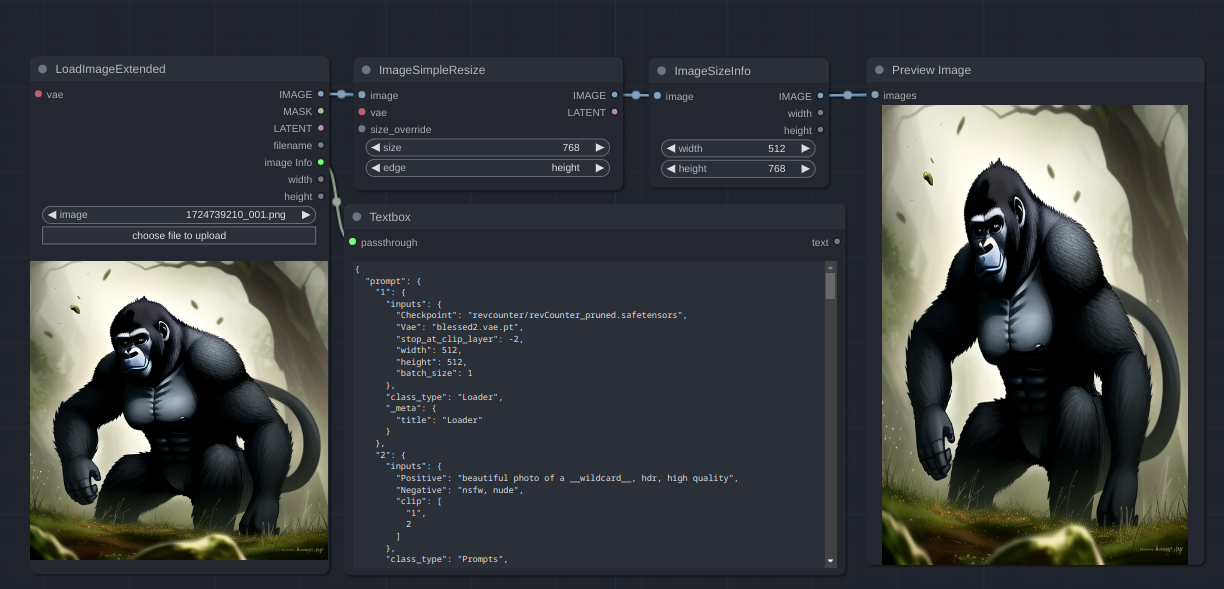 LoadImageExtended
vae
IMAGE
MASK
LATENT
filename
image Info
width
height
image 1724739210_001.png
choose file to upload
ImageSimpleResize
image IMAGE
vae LATENT
size_override
size 768
edge height
ImageSizeInfo
image IMAGE
width
height
width 512
height 768
Preview Image
images
Textbox
passthrough text
{
"prompt": {
"1": {
"inputs": {
"Checkpoint": "revcounter/revCounter_pruned.safetensors",
"Vae": "blessed2.vae.pt",
"stop_at_clip_layer": -2,
"width": 512,
"height": 512,
"batch_size": 1
},
"class_type": "Loader",
"_meta": {
"title": "Loader"
}
},
"2": {
"inputs": {
"Positive": "beautiful photo of a __wildcard__, hdr, high quality",
"Negative": "nsfw, nude",
"clip": [
"1",
2
]
},
"class_type": "Prompts",